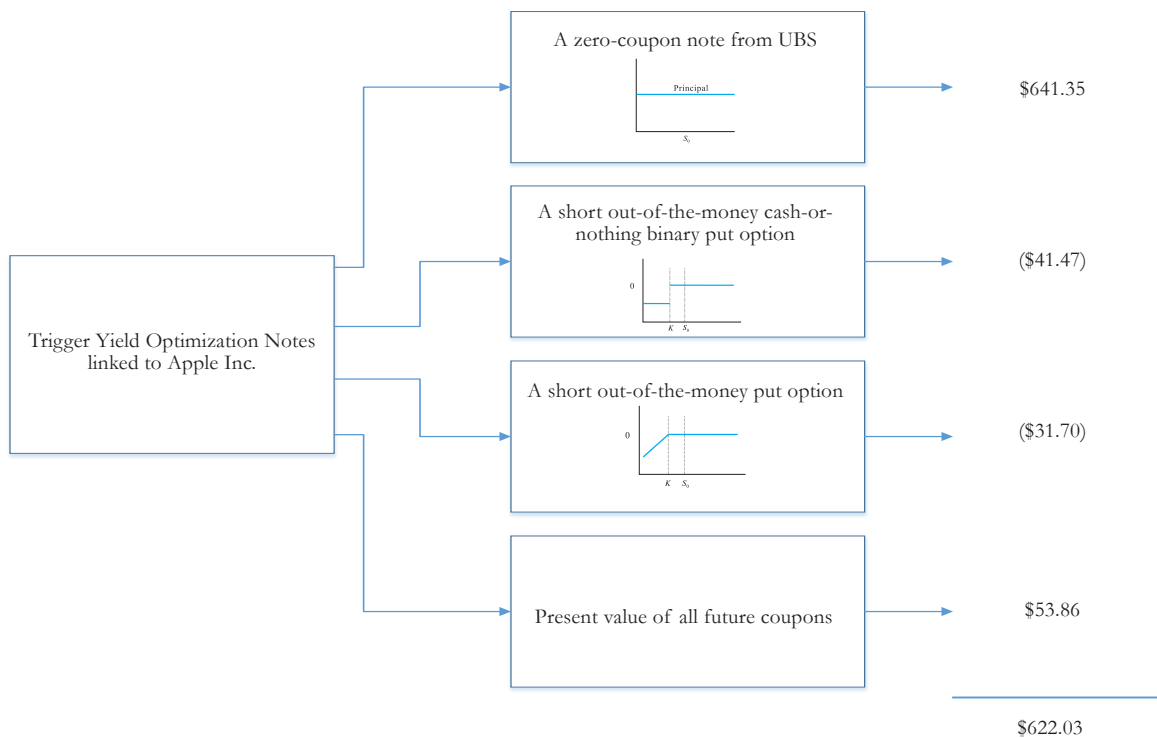 A zero-coupon note from UBS
Principal
S₀
$641.35
A short out-of-the-money cash-or-
nothing binary put option
0
K S₀
($41.47)
Trigger Yield Optimization Notes
linked to Apple Inc.
A short out-of-the-money put option
0
K S₀
($31.70)
Present value of all future coupons
$53.86
$622.03